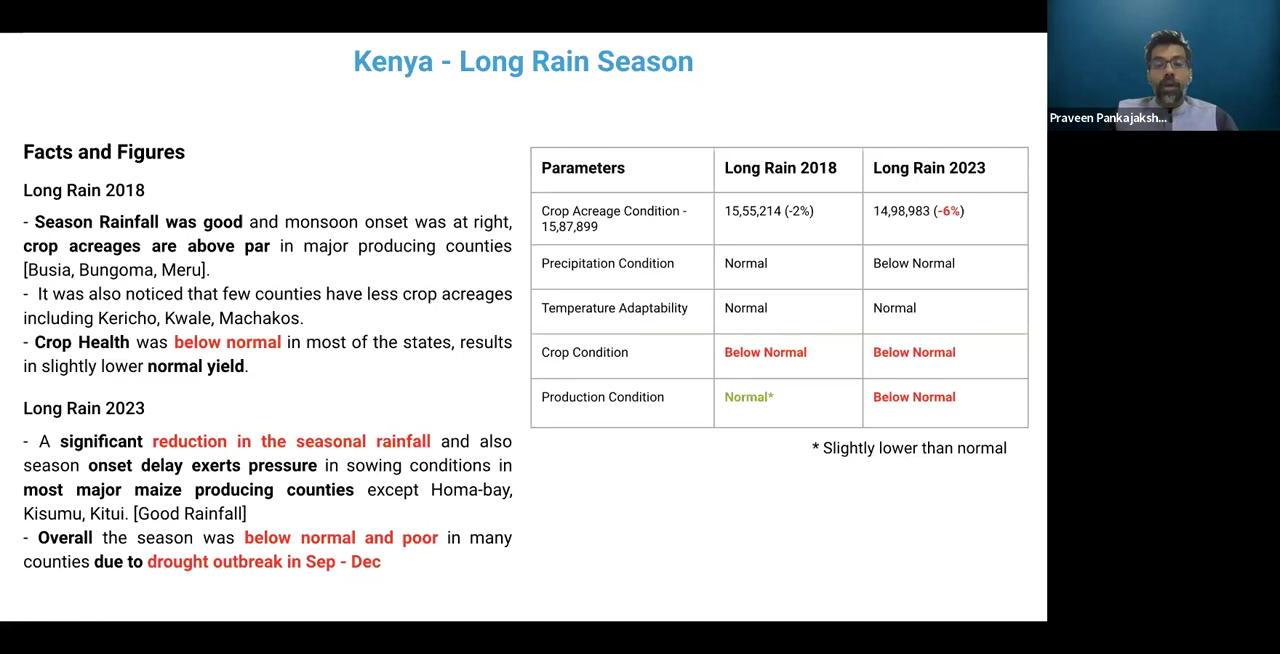 Kenya - Long Rain Season
Praveen Pankajaksh...
Facts and Figures
Long Rain 2018
- Season Rainfall was good and monsoon onset was at right,
crop acreages are above par in major producing counties
[Busia, Bungoma, Meru].
- It was also noticed that few counties have less crop acreages
including Kericho, Kwale, Machakos.
- Crop Health was below normal in most of the states, results
in slightly lower normal yield.
Long Rain 2023
- A significant reduction in the seasonal rainfall and also
season onset delay exerts pressure in sowing conditions in
most major maize producing counties except Homa-bay,
Kisumu, Kitui. [Good Rainfall]
- Overall the season was below normal and poor in many
counties due to drought outbreak in Sep - Dec
Parameters Long Rain 2018 Long Rain 2023
Crop Acreage Condition - 15,55,214 (-2%) 14,98,983 (-6%)
15,87,899
Precipitation Condition Normal Below Normal
Temperature Adaptability Normal Normal
Crop Condition Below Normal Below Normal
Production Condition Normal* Below Normal
* Slightly lower than normal